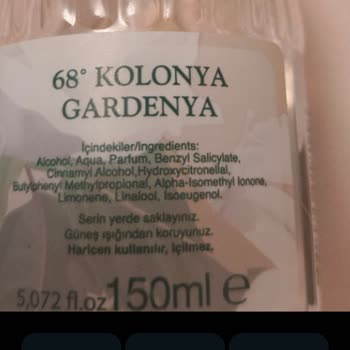 68° KOLONYA
GARDENYA
İçindekiler/Ingredients:
Alcohol, Aqua, Parfum, Benzyl Salicylate,
Cinnamyl Alcohol,Hydroxycitronellal,
Butylphenyl Methylpropional, Alpha-Isomethyl Ionone,
Limonene, Linalool, Isoeugenol.
Serin yerde saklayınız.
Güneş ışığından koruyunuz.
Haricen kullanılır, içilmez,
5,072 fl.oz 150ml e